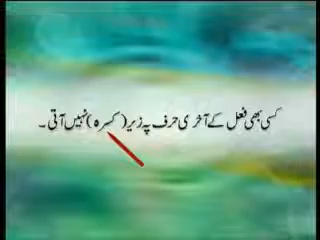 کسی بھی فعل کے آخری حرف پہ زیر (کسرہ) نہیں آتی ۔